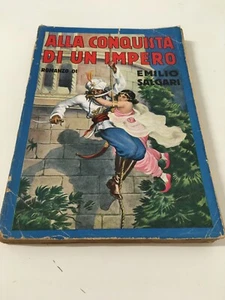 ALLA CONQUISTA
DI UN IMPERO
ROMANZO DI
EMILIO
SALGARI